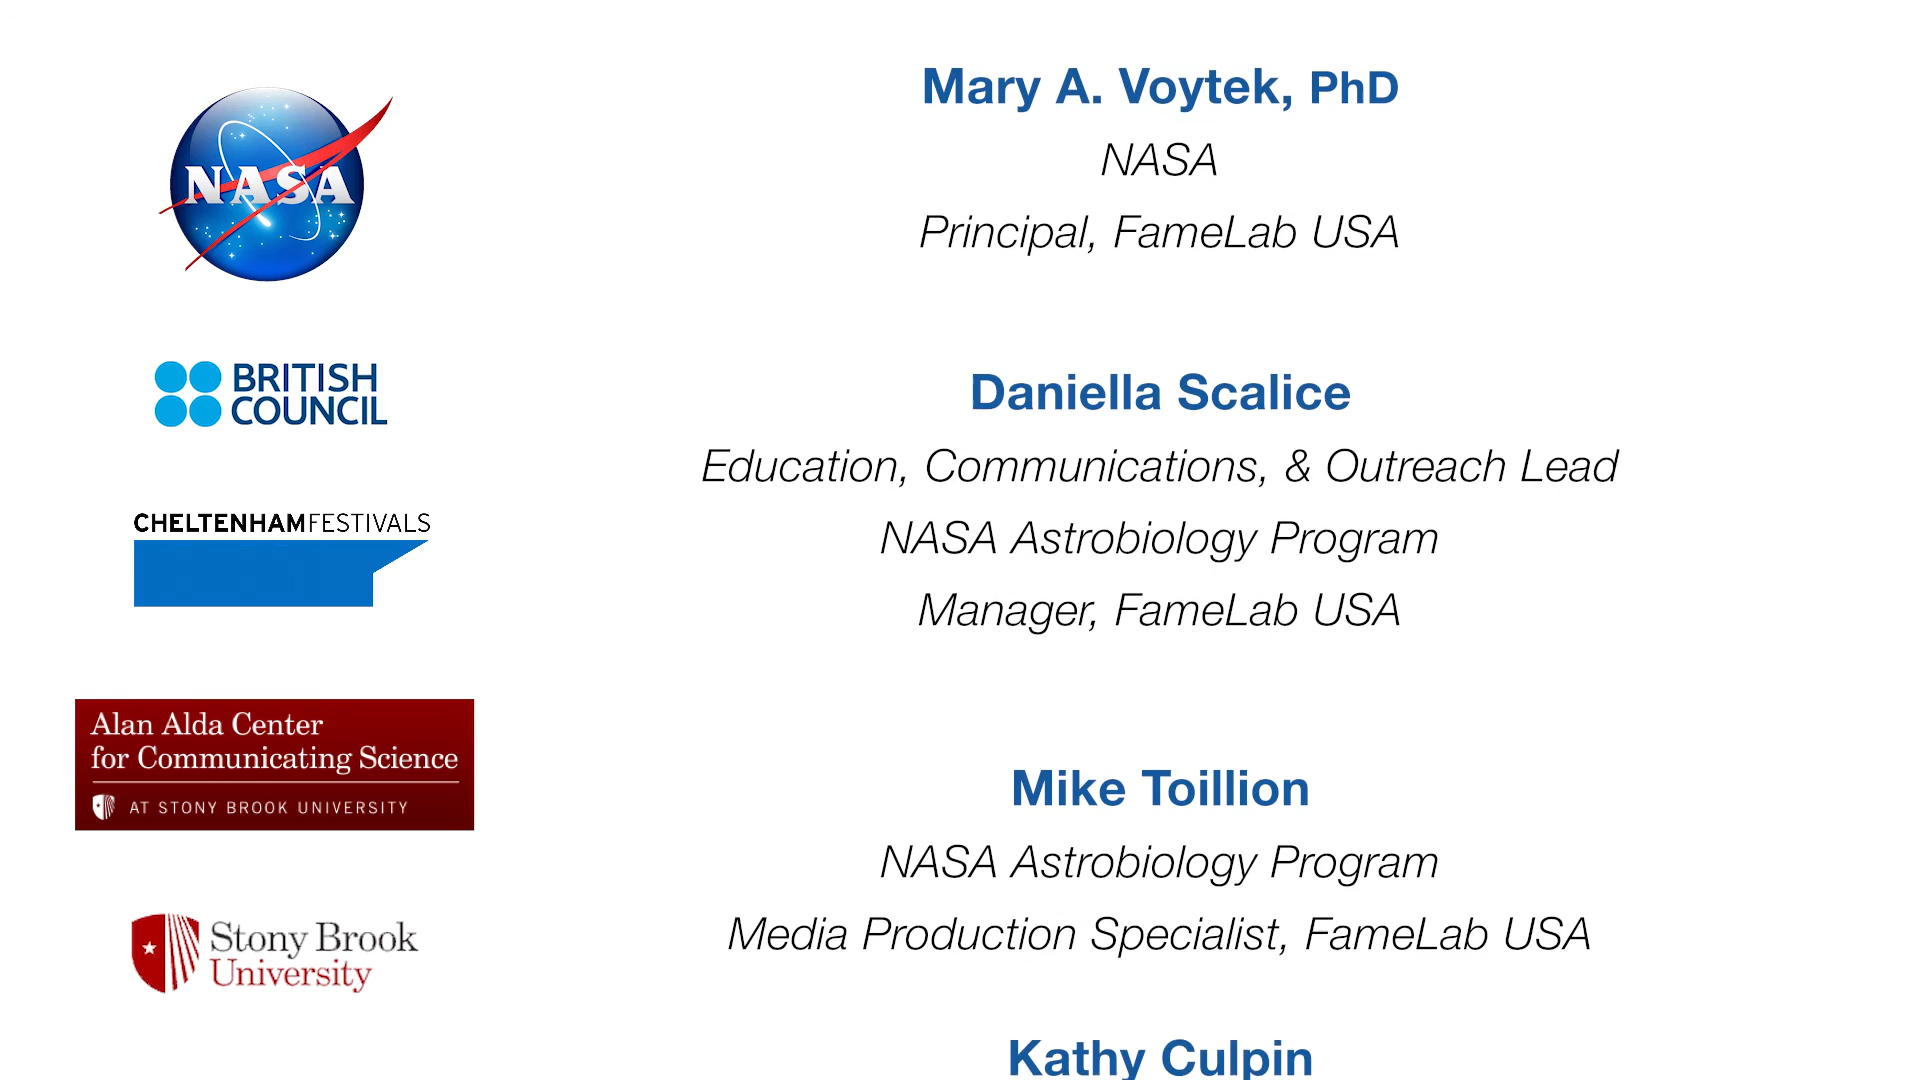 NASA
BRITISH
COUNCIL
CHELTENHAMFESTIVALS
Alan Alda Center
for Communicating Science
AT STONY BROOK UNIVERSITY
Stony Brook
University
Mary A. Voytek, PhD
NASA
Principal, FameLab USA
Daniella Scalice
Education, Communications, & Outreach Lead
NASA Astrobiology Program
Manager, FameLab USA
Mike Toillion
NASA Astrobiology Program
Media Production Specialist, FameLab USA
Kathy Culpin